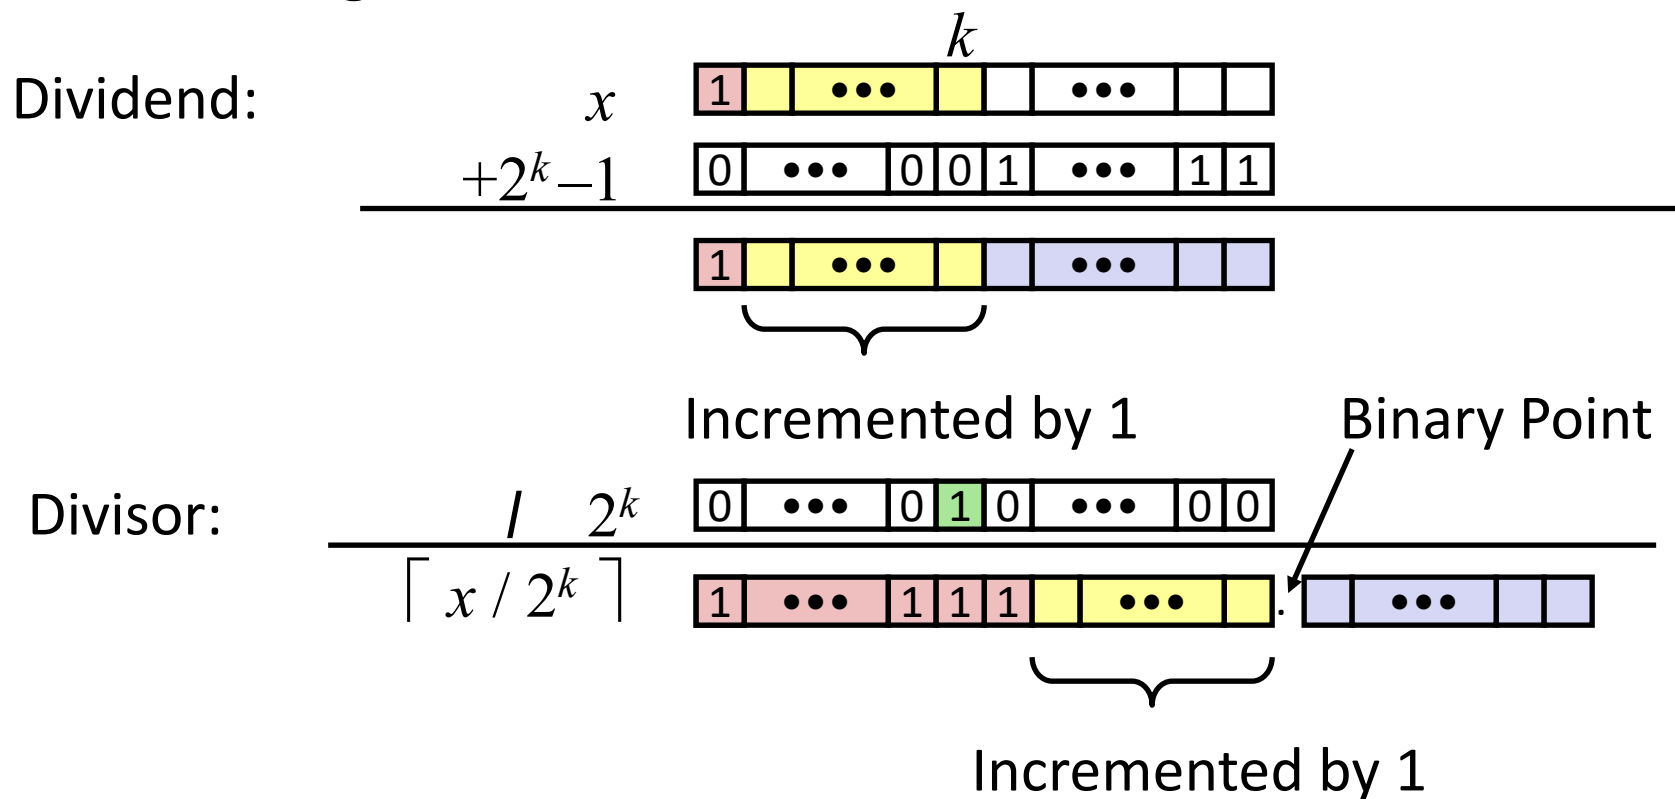 k
Dividend: x 1 ••• •••
+2^k –1 0 ••• 0 0 1 ••• 1 1
1 ••• •••
Incremented by 1 Binary Point
Divisor: / 2^k 0 ••• 0 1 0 ••• 0 0
⌈ x / 2^k ⌉ 1 ••• 1 1 1 ••• . •••
Incremented by 1